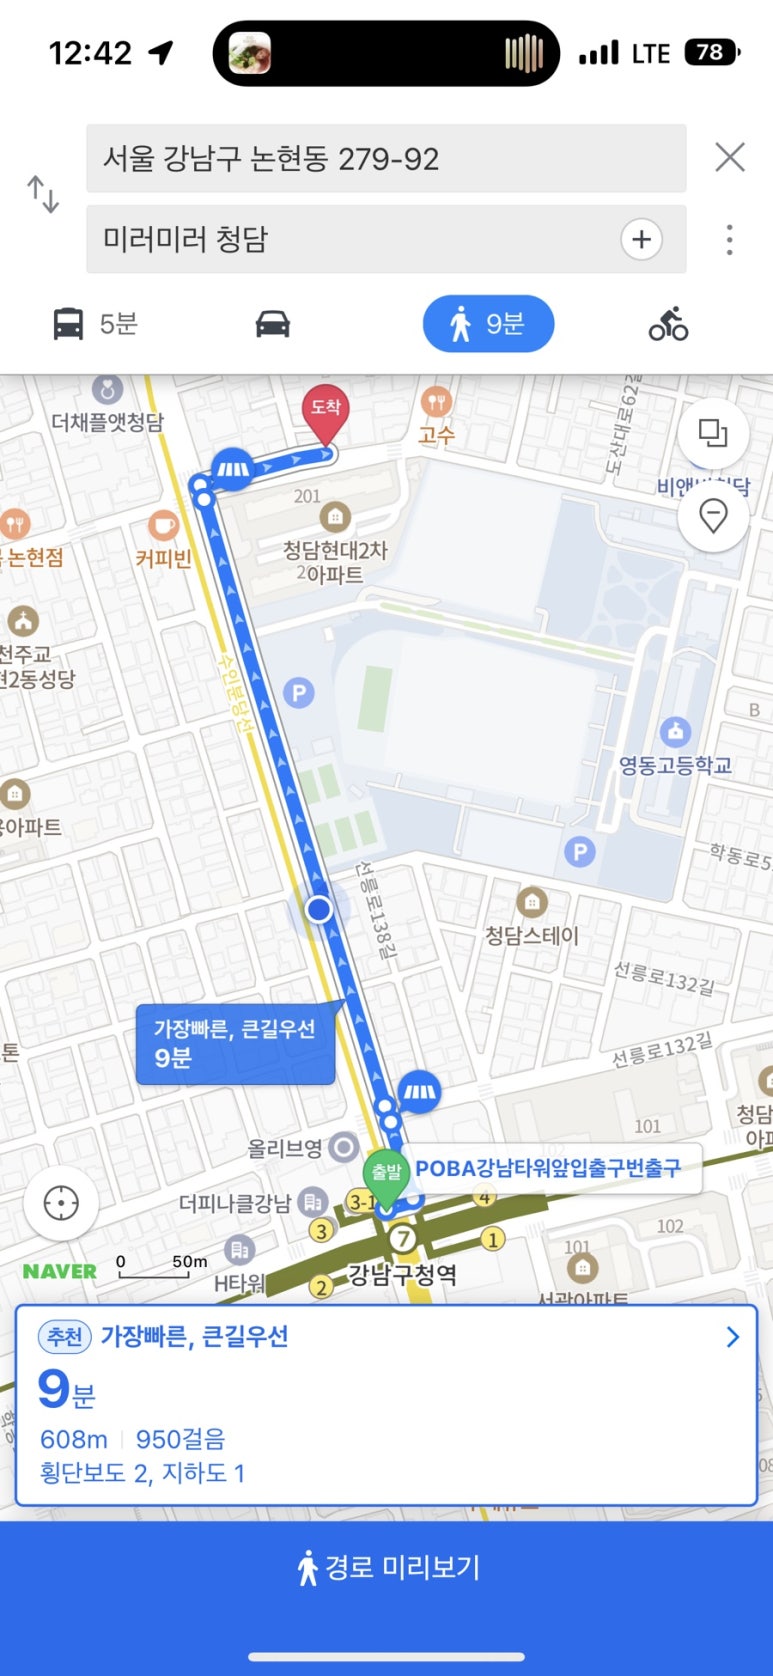 12:42
LTE
78
서울 강남구 논현동 279-92
미러미러 청담
5분
9분
더채플앳청담
도착
고수
도산대로62길
비앤비청담
201
청담현대2차
아파트
논현점
커피빈
천주교
현2동성당
수인분당선
P
B
영동고등학교
P
학동로5
선릉로138길
청담스테이
선릉로132길
가장빠른, 큰길우선
9분
선릉로132길
101
청담
올리브영
출발
POBA강남타워앞입출구번출구
더피나클강남
3-1
4
3
7
1
102
101
NAVER
0
50m
H타워
2
강남구청역
서광아파트
추천
가장빠른, 큰길우선
9분
608m
950걸음
횡단보도 2, 지하도 1
경로 미리보기